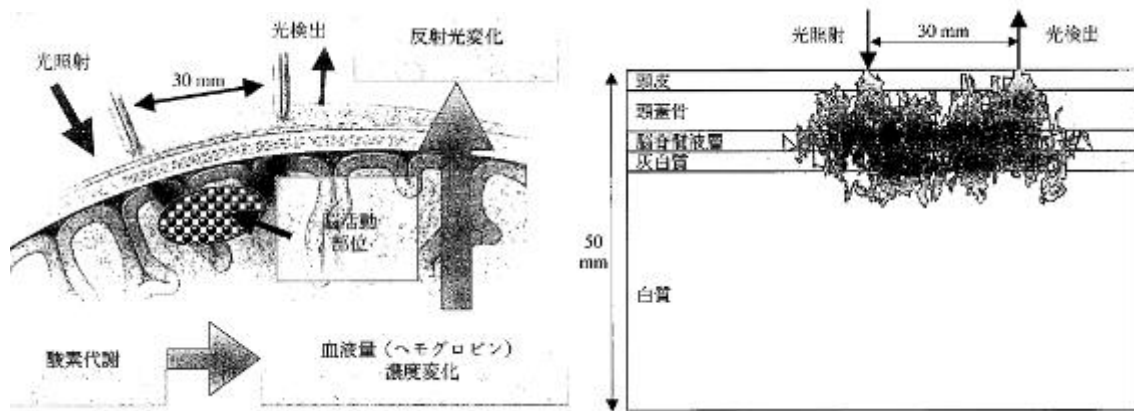 光照射
30 mm
光検出
反射光変化
脳活動
部位
酸素代謝
血液量（ヘモグロビン）
濃度変化
光照射
30 mm
光検出
頭皮
頭蓋骨
脳脊髄液層
灰白質
50
mm
白質